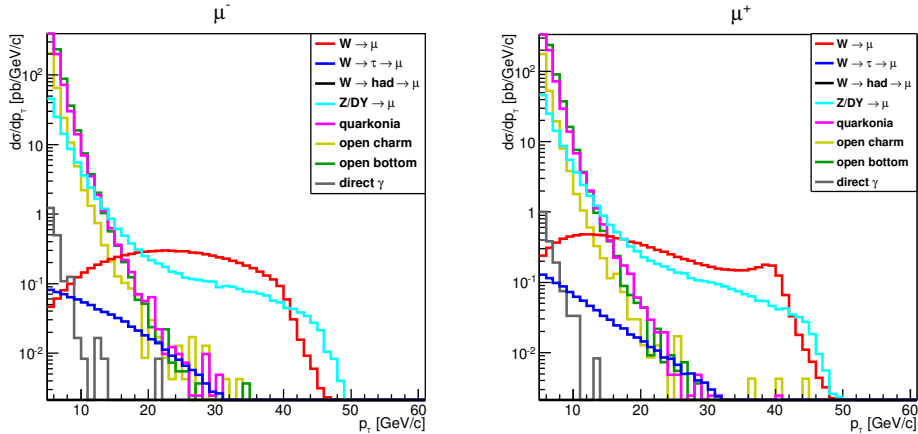 μ⁻
dσ/dp_T [pb/GeV/c]
10²
10
1
10⁻¹
10⁻²
W → μ
W → τ → μ
W → had → μ
Z/DY → μ
quarkonia
open charm
open bottom
direct γ
10 20 30 40 50 60
p_T [GeV/c]
μ⁺
dσ/dp_T [pb/GeV/c]
10²
10
1
10⁻¹
10⁻²
W → μ
W → τ → μ
W → had → μ
Z/DY → μ
quarkonia
open charm
open bottom
direct γ
10 20 30 40 50 60
p_T [GeV/c]